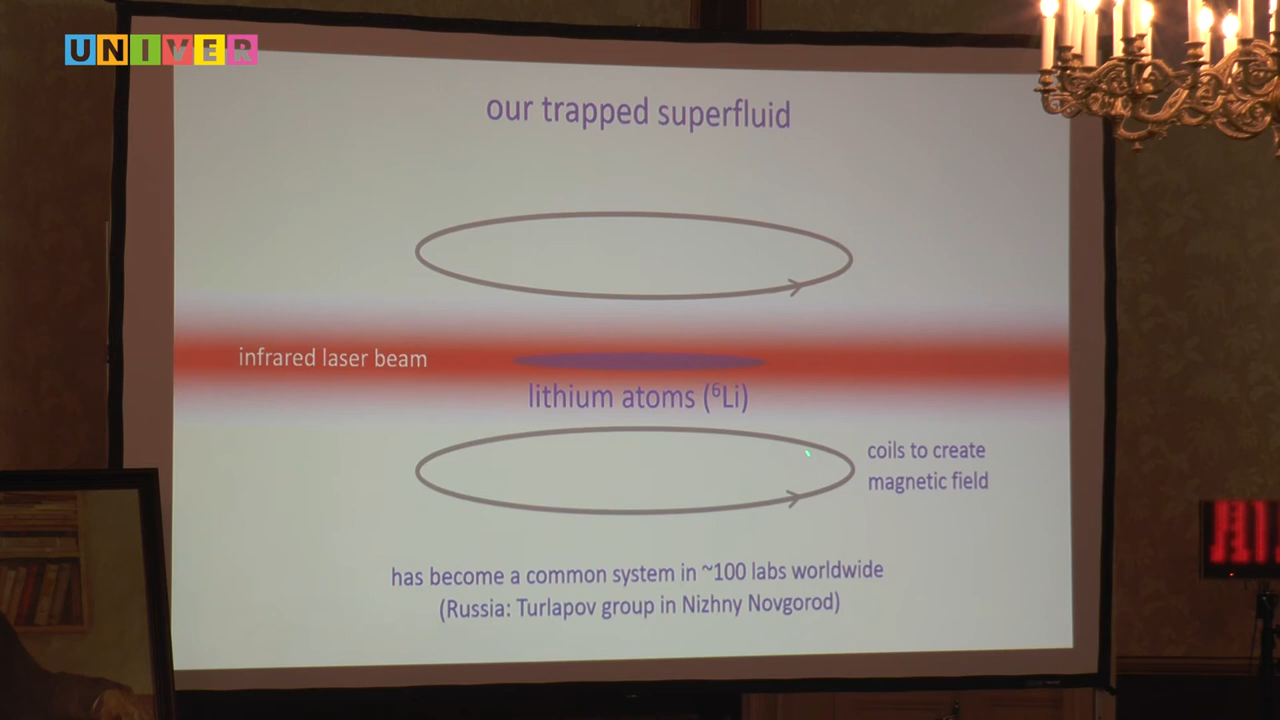 UNIVER
our trapped superfluid
infrared laser beam
lithium atoms (⁶Li)
coils to create
magnetic field
has become a common system in ~100 labs worldwide
(Russia: Turlapov group in Nizhny Novgorod)